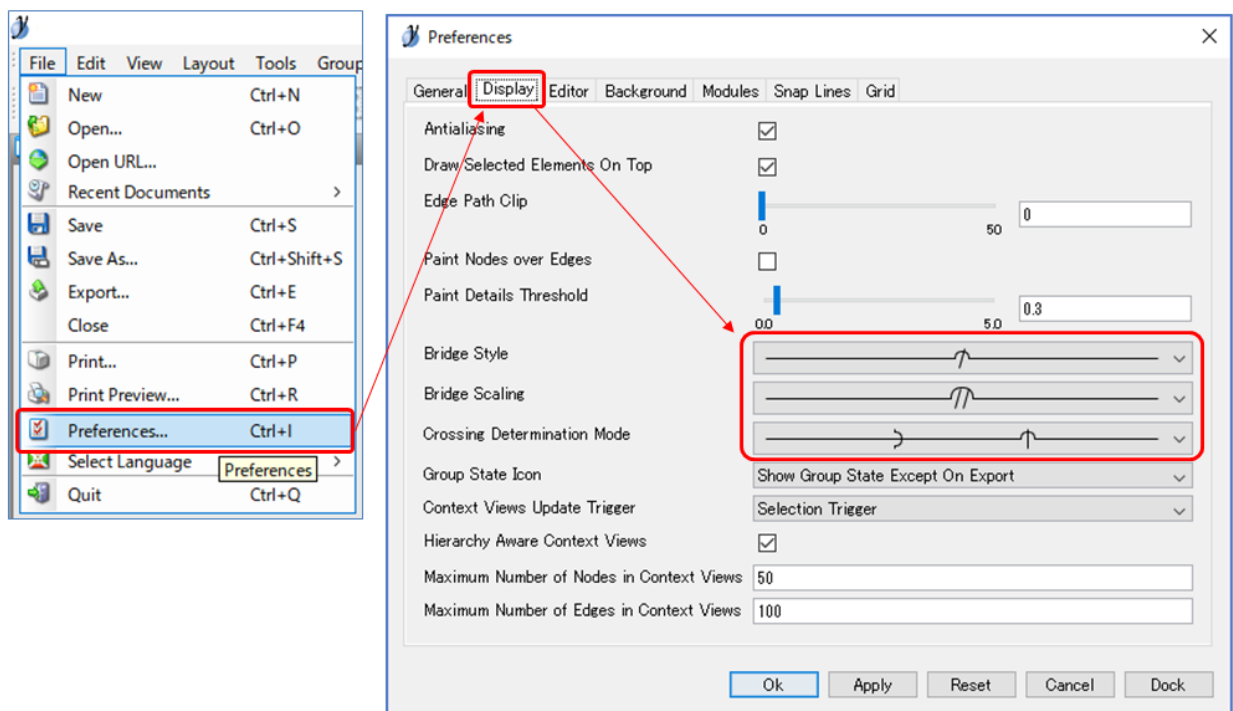 File Edit View Layout Tools Group
New Ctrl+N
Open... Ctrl+O
Open URL...
Recent Documents
Save Ctrl+S
Save As... Ctrl+Shift+S
Export... Ctrl+E
Close Ctrl+F4
Print... Ctrl+P
Print Preview... Ctrl+R
Preferences... Ctrl+I
Select Language
Preferences
Quit Ctrl+Q
Preferences
General Display Editor Background Modules Snap Lines Grid
Antialiasing
Draw Selected Elements On Top
Edge Path Clip
0 50 0
Paint Nodes over Edges
Paint Details Threshold
0.0 5.0 0.3
Bridge Style
Bridge Scaling
Crossing Determination Mode
Group State Icon Show Group State Except On Export
Context Views Update Trigger Selection Trigger
Hierarchy Aware Context Views
Maximum Number of Nodes in Context Views 50
Maximum Number of Edges in Context Views 100
Ok Apply Reset Cancel Dock